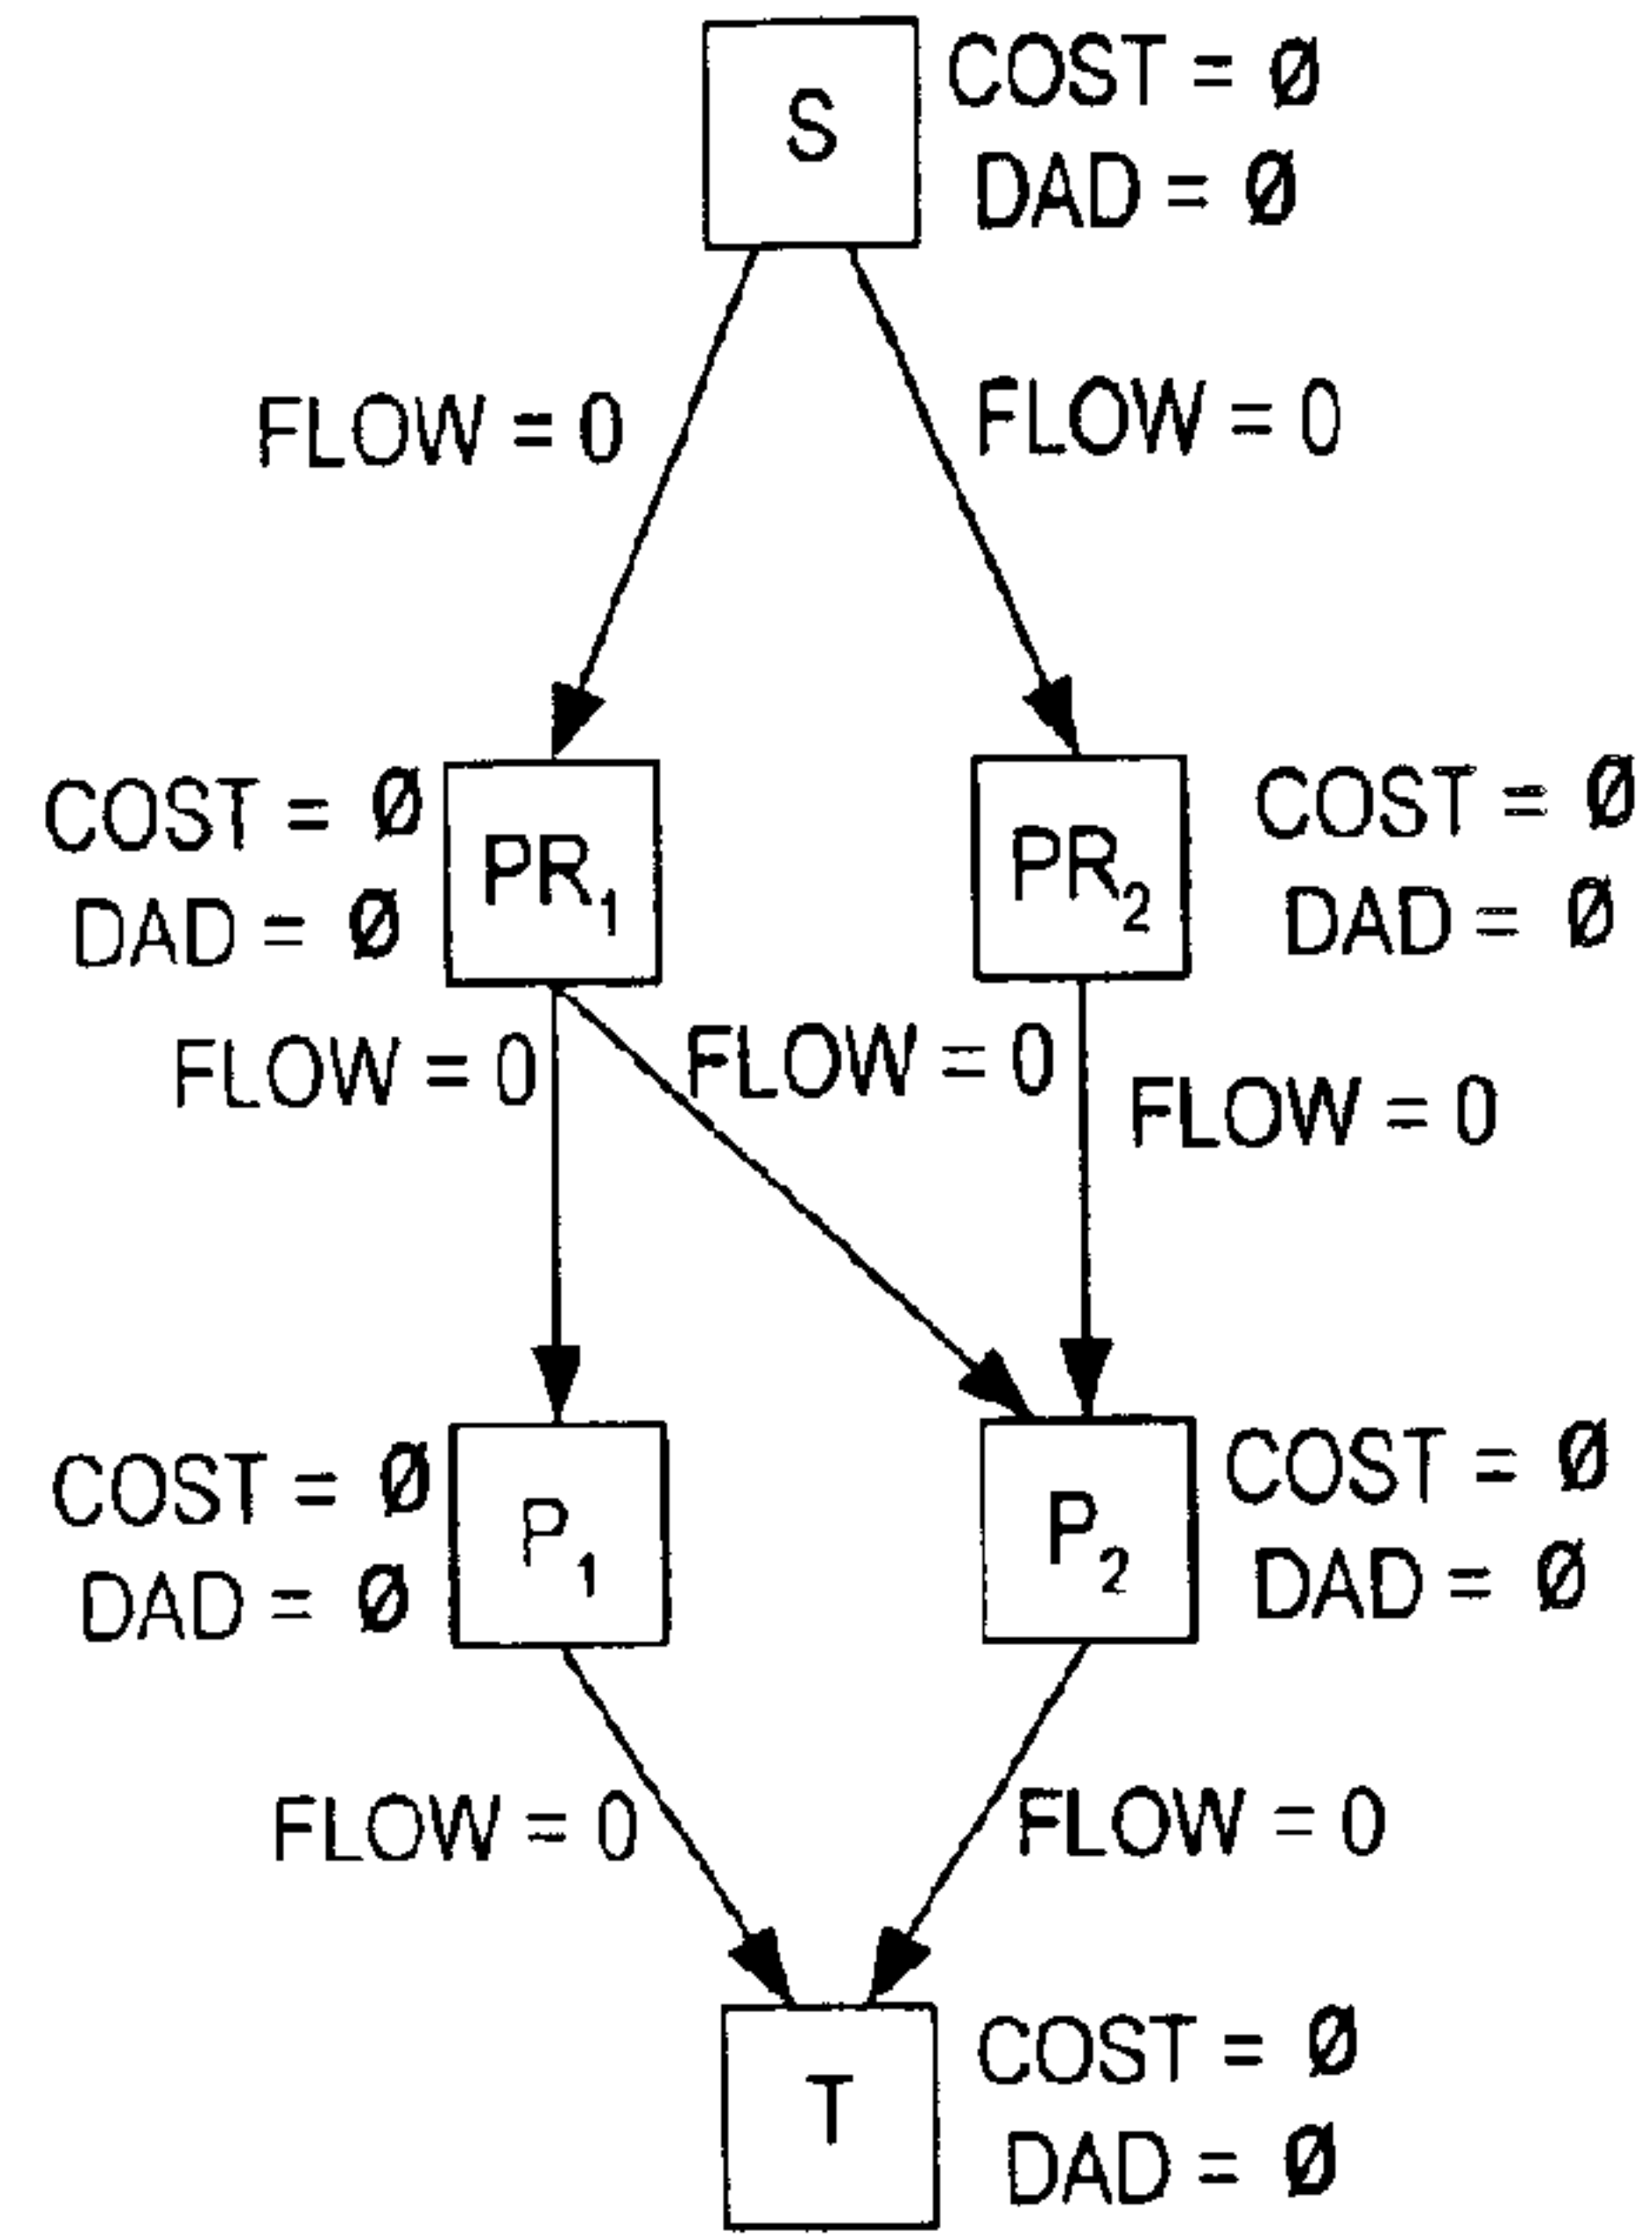 S
COST = Ø
DAD = Ø
FLOW = 0
FLOW = 0
COST = Ø
DAD = Ø
PR₁
PR₂
COST = Ø
DAD = Ø
FLOW = 0
FLOW = 0
FLOW = 0
COST = Ø
DAD = Ø
P₁
P₂
COST = Ø
DAD = Ø
FLOW = 0
FLOW = 0
T
COST = Ø
DAD = Ø